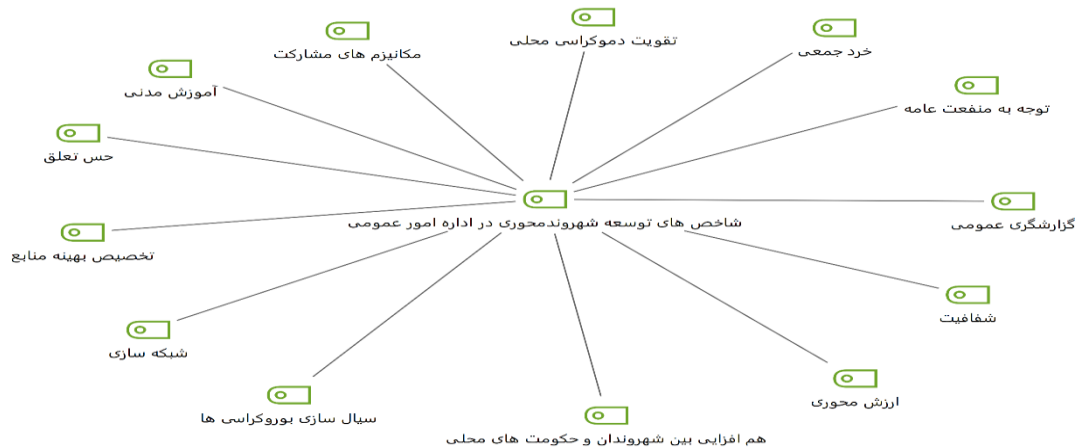 تقویت دموکراسی محلی
خرد جمعی
مکانیزم های مشارکت
آموزش مدنی
توجه به منفعت عامه
حس تعلق
شاخص های توسعه شهروندمحوری در اداره امور عمومی
گزارشگری عمومی
تخصیص بهینه منابع
شفافیت
شبکه سازی
ارزش محوری
سیال سازی بوروکراسی ها
هم افزایی بین شهروندان و حکومت های محلی